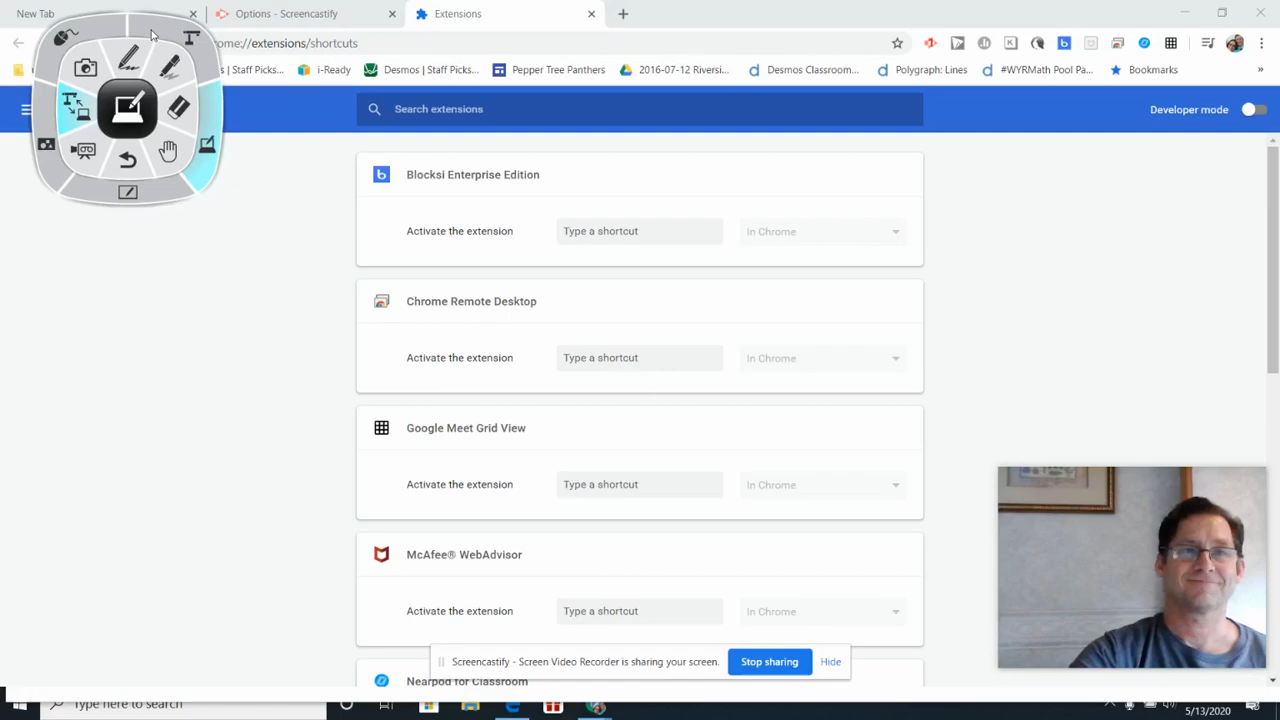 New Tab
Options - Screencastify
Extensions
ome://extensions/shortcuts
| Staff Picks...
i-Ready
Desmos | Staff Picks...
Pepper Tree Panthers
2016-07-12 Riversi...
Desmos Classroom...
Polygraph: Lines
#WYRMath Pool Pa...
Bookmarks
Search extensions
Developer mode
Blocksi Enterprise Edition
Activate the extension
Type a shortcut
In Chrome
Chrome Remote Desktop
Activate the extension
Type a shortcut
In Chrome
Google Meet Grid View
Activate the extension
Type a shortcut
In Chrome
McAfee® WebAdvisor
Activate the extension
Type a shortcut
In Chrome
Screencastify - Screen Video Recorder is sharing your screen.
Stop sharing
Hide
Nearpod for Classroom
Type here to search
5/13/2020